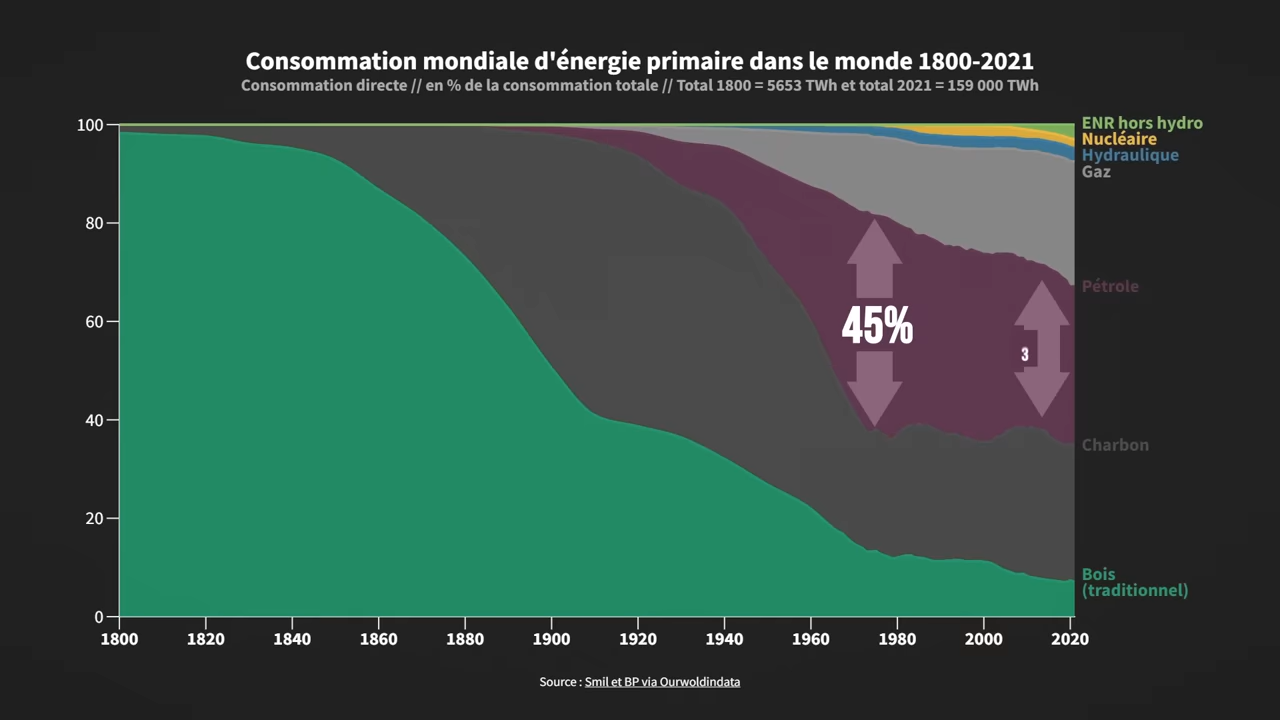 Consommation mondiale d'énergie primaire dans le monde 1800-2021
Consommation directe // en % de la consommation totale // Total 1800 = 5653 TWh et total 2021 = 159 000 TWh
100
80
60
40
20
0
ENR hors hydro
Nucléaire
Hydraulique
Gaz
Pétrole
Charbon
Bois
(traditionnel)
45%
3
1800 1820 1840 1860 1880 1900 1920 1940 1960 1980 2000 2020
Source : Smil et BP via Ourwoldindata